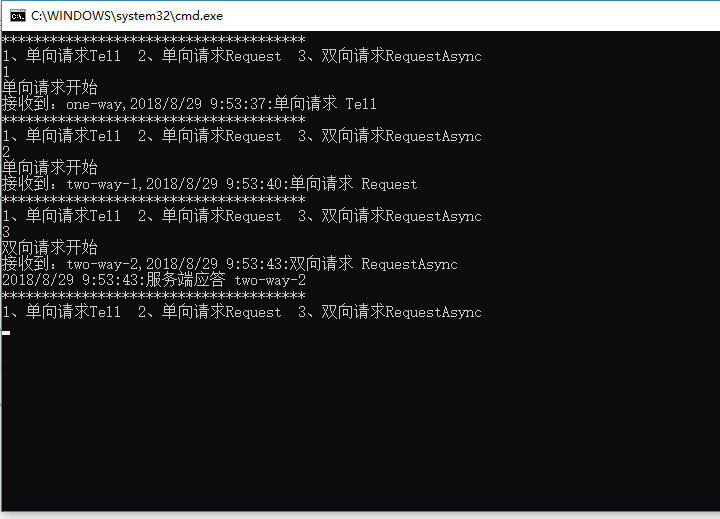 C:\WINDOWS\system32\cmd.exe
**************************************
1、单向请求Tell  2、单向请求Request  3、双向请求RequestAsync
1
单向请求开始
接收到：one-way,2018/8/29 9:53:37:单向请求 Tell
**************************************
1、单向请求Tell  2、单向请求Request  3、双向请求RequestAsync
2
单向请求开始
接收到：two-way-1,2018/8/29 9:53:40:单向请求 Request
**************************************
1、单向请求Tell  2、单向请求Request  3、双向请求RequestAsync
3
双向请求开始
接收到：two-way-2,2018/8/29 9:53:43:双向请求 RequestAsync
2018/8/29 9:53:43:服务端应答 two-way-2
**************************************
1、单向请求Tell  2、单向请求Request  3、双向请求RequestAsync